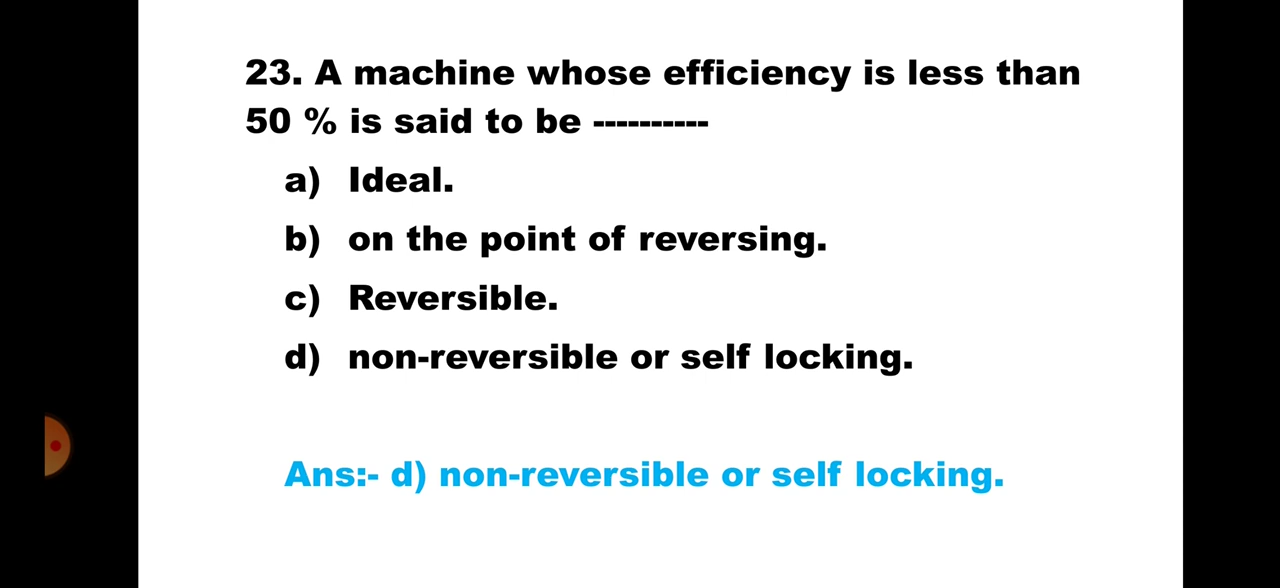 23. A machine whose efficiency is less than
50 % is said to be ----------
a) Ideal.
b) on the point of reversing.
c) Reversible.
d) non-reversible or self locking.
Ans:- d) non-reversible or self locking.